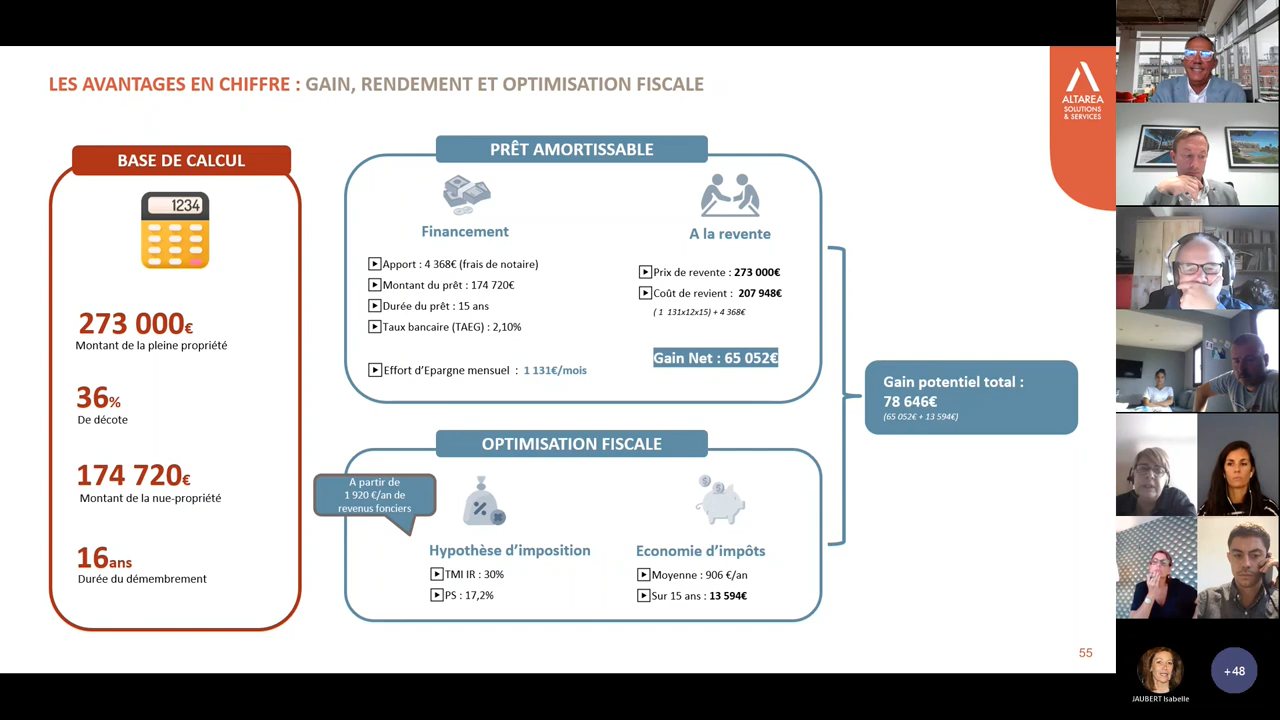 LES AVANTAGES EN CHIFFRE : GAIN, RENDEMENT ET OPTIMISATION FISCALE
ALTAREA
SOLUTIONS
& SERVICES
BASE DE CALCUL
1234
273 000€
Montant de la pleine propriété
36%
De décote
174 720€
Montant de la nue-propriété
16ans
Durée du démembrement
PRÊT AMORTISSABLE
Financement
Apport : 4 368€ (frais de notaire)
Montant du prêt : 174 720€
Durée du prêt : 15 ans
Taux bancaire (TAEG) : 2,10%
Effort d’Epargne mensuel : 1 131€/mois
A la revente
Prix de revente : 273 000€
Coût de revient : 207 948€
( 1 131x12x15) + 4 368€
Gain Net : 65 052€
OPTIMISATION FISCALE
A partir de
1 920 €/an de
revenus fonciers
Hypothèse d’imposition
TMI IR : 30%
PS : 17,2%
Economie d’impôts
Moyenne : 906 €/an
Sur 15 ans : 13 594€
Gain potentiel total :
78 646€
(65 052€ + 13 594€)
55
JAUBERT Isabelle
+48